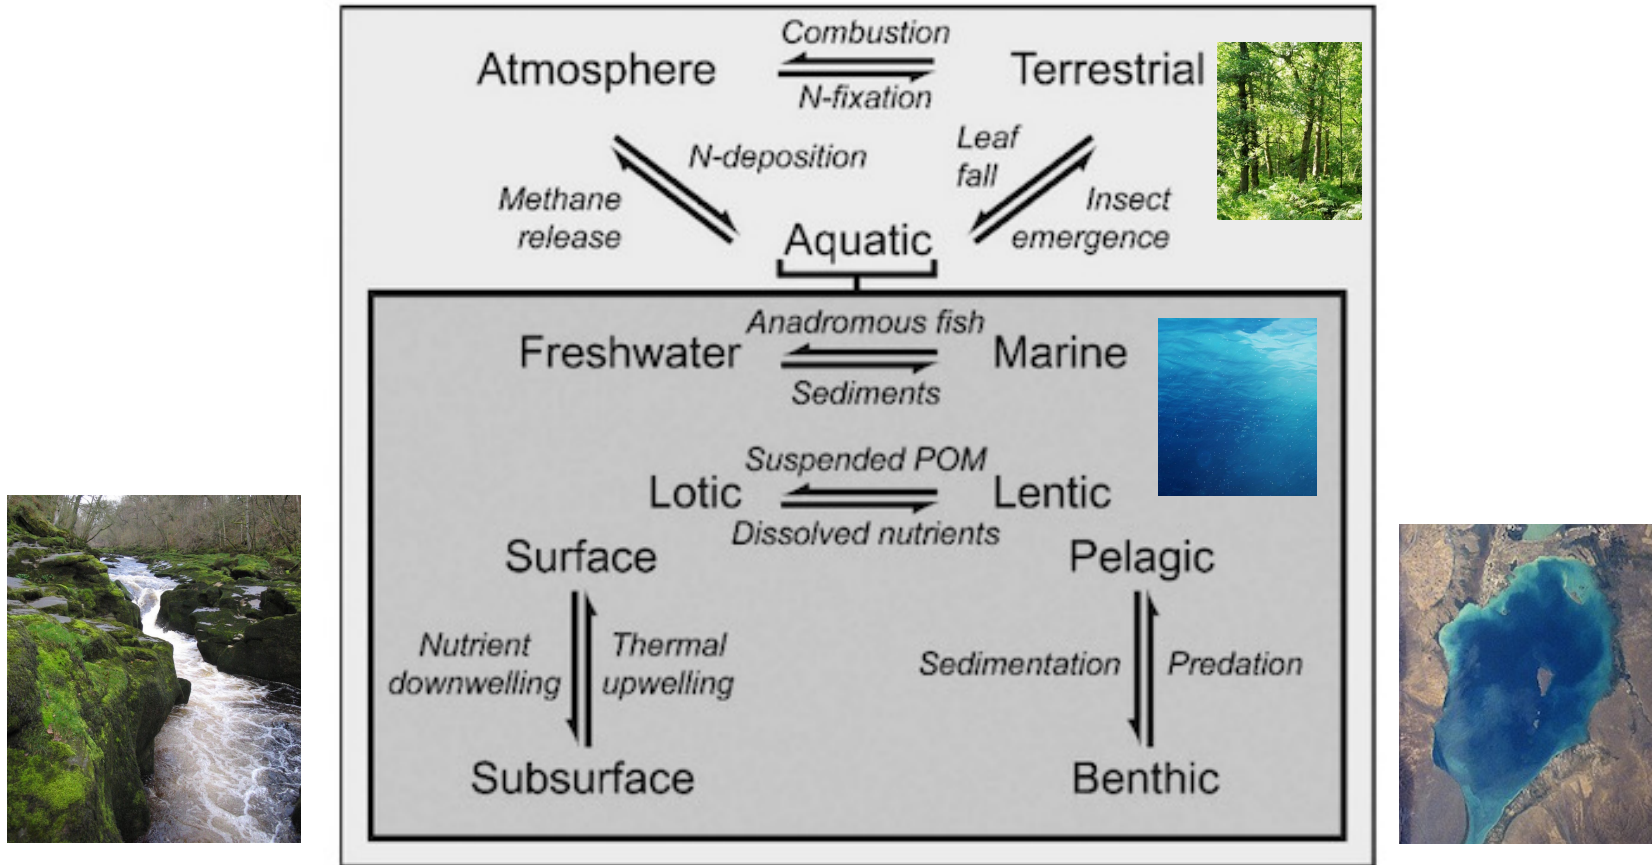 Combustion
Atmosphere
Terrestrial
N-fixation
N-deposition
Leaf
fall
Methane
release
Insect
emergence
Aquatic
Anadromous fish
Freshwater
Marine
Sediments
Suspended POM
Lotic
Lentic
Dissolved nutrients
Surface
Pelagic
Nutrient
downwelling
Thermal
upwelling
Sedimentation
Predation
Subsurface
Benthic